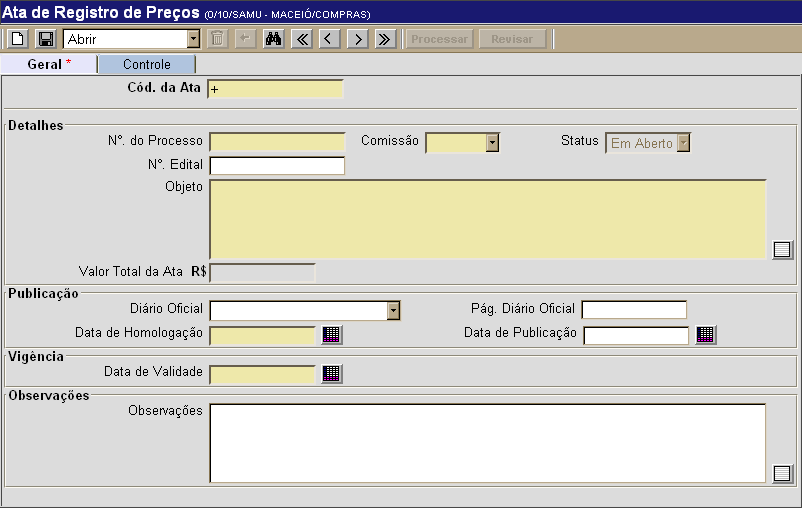 Ata de Registro de Preços (0/10/SAMU - MACEIÓ/COMPRAS)
Abrir Processar Revisar
Geral * Controle
Cód. da Ata +
Detalhes
Nº. do Processo Comissão Status Em Aberto
Nº. Edital
Objeto
Valor Total da Ata R$
Publicação
Diário Oficial Pág. Diário Oficial
Data de Homologação Data de Publicação
Vigência
Data de Validade
Observações
Observações